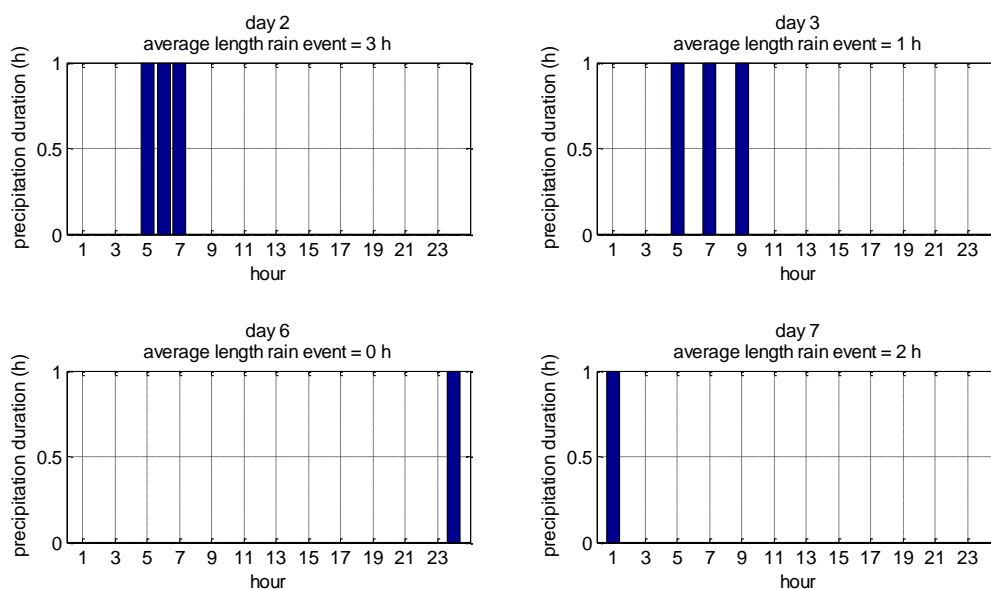 day 2
average length rain event = 3 h
precipitation duration (h)
1
0.5
0
1 3 5 7 9 11 13 15 17 19 21 23
hour
day 3
average length rain event = 1 h
precipitation duration (h)
1
0.5
0
1 3 5 7 9 11 13 15 17 19 21 23
hour
day 6
average length rain event = 0 h
precipitation duration (h)
1
0.5
0
1 3 5 7 9 11 13 15 17 19 21 23
hour
day 7
average length rain event = 2 h
precipitation duration (h)
1
0.5
0
1 3 5 7 9 11 13 15 17 19 21 23
hour